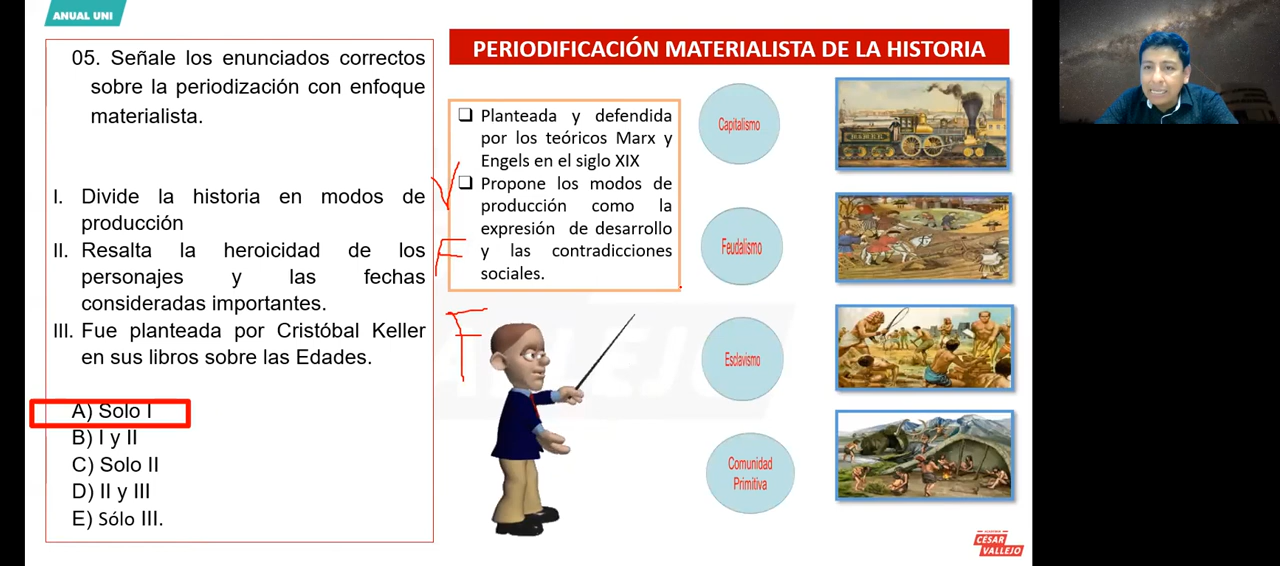 ANUAL UNI
05. Señale los enunciados correctos
sobre la periodización con enfoque
materialista.
I. Divide la historia en modos de
producción
II. Resalta la heroicidad de los
personajes y las fechas
consideradas importantes.
III. Fue planteada por Cristóbal Keller
en sus libros sobre las Edades.
A) Solo I
B) I y II
C) Solo II
D) II y III
E) Sólo III.
V
F
F
PERIODIFICACIÓN MATERIALISTA DE LA HISTORIA
❑ Planteada y defendida
por los teóricos Marx y
Engels en el siglo XIX
❑ Propone los modos de
producción como la
expresión de desarrollo
y las contradicciones
sociales.
Capitalismo
Feudalismo
Esclavismo
Comunidad
Primitiva
ACADEMIA
CÉSAR
VALLEJO